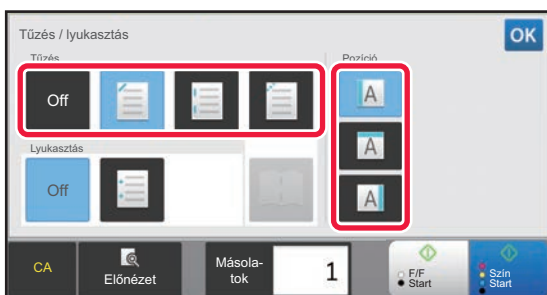 Tűzés / lyukasztás
OK
Tűzés
Pozíció
Off
A
A
A
Lyukasztás
Off
CA
Előnézet
Másola-
tok
1
F/F
Start
Szín
Start